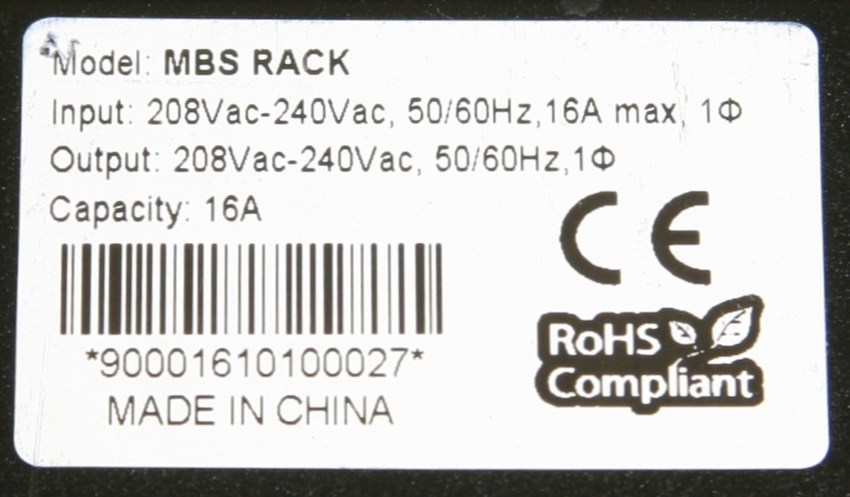 Model: MBS RACK
Input: 208Vac-240Vac, 50/60Hz,16A max, 1Φ
Output: 208Vac-240Vac, 50/60Hz,1Φ
Capacity: 16A
CE
*90001610100027*
MADE IN CHINA
RoHS
Compliant